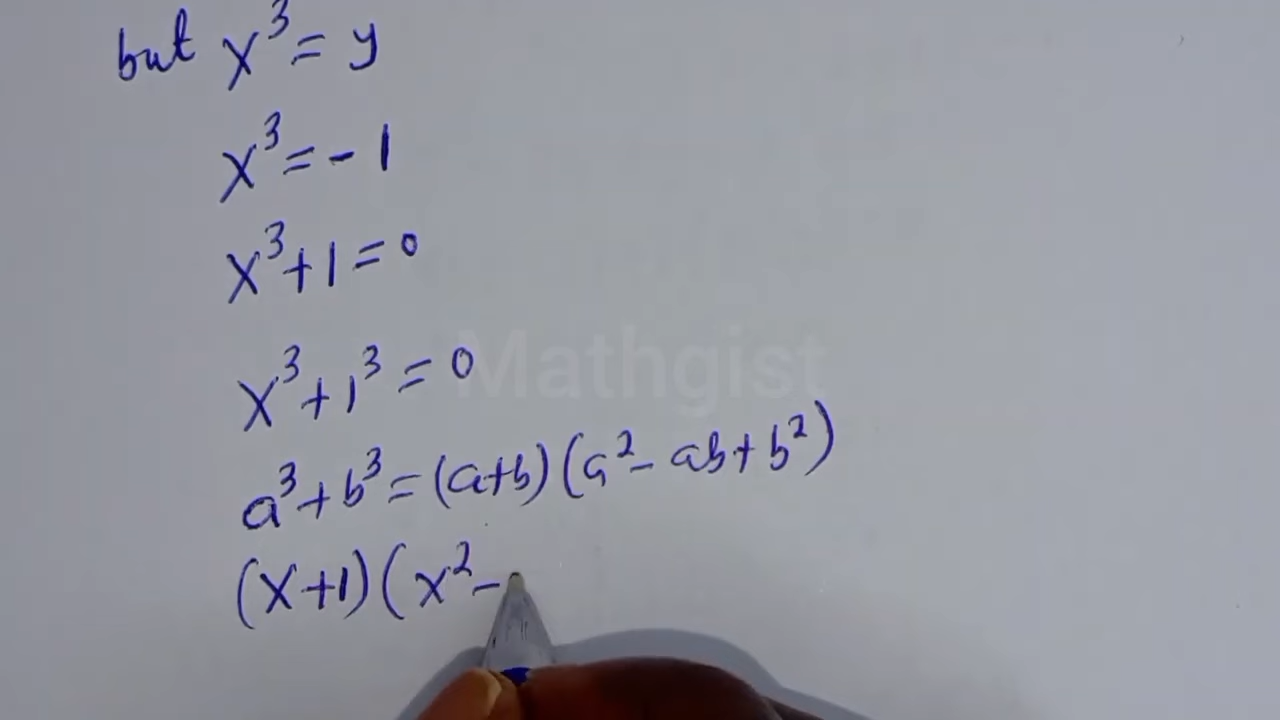 but x³ = y
x³ = - 1
x³ + 1 = 0
x³ + 1³ = 0
Mathgist
a³ + b³ = (a+b)(a² - ab + b²)
(x+1)(x² -